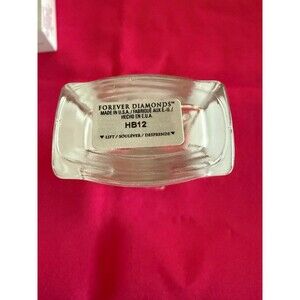 FOREVER DIAMONDS™
MADE IN U.S.A. / FABRIQUÉ AUX É.-U. /
HECHO EN E.U.A.
HB12
▼ LIFT / SOULEVER / DESPRENDE ▼